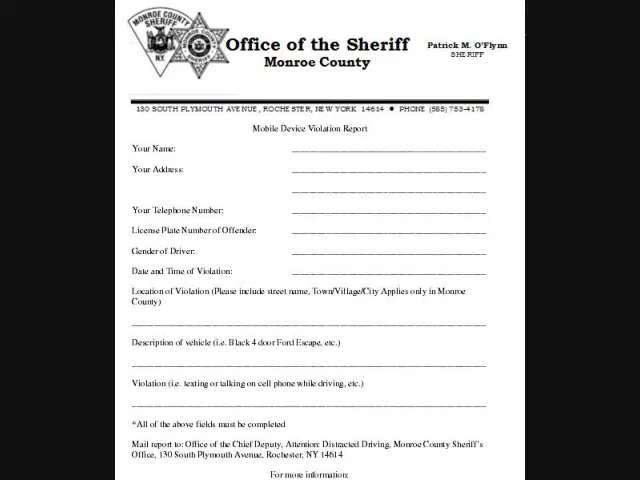 MONROE COUNTY
SHERIFF
N.Y.
Office of the Sheriff
Monroe County
Patrick M. O'Flynn
SHERIFF
130 SOUTH PLYMOUTH AVENUE, ROCHESTER, NEW YORK 14614 ● PHONE (585) 753-4178
Mobile Device Violation Report
Your Name:
Your Address:
Your Telephone Number:
License Plate Number of Offender:
Gender of Driver:
Date and Time of Violation:
Location of Violation (Please include street name, Town/Village/City Applies only in Monroe
County)
Description of vehicle (i.e. Black 4 door Ford Escape, etc.)
Violation (i.e. texting or talking on cell phone while driving, etc.)
*All of the above fields must be completed
Mail report to: Office of the Chief Deputy, Attention: Distracted Driving, Monroe County Sheriff's
Office, 130 South Plymouth Avenue, Rochester, NY 14614
For more information: